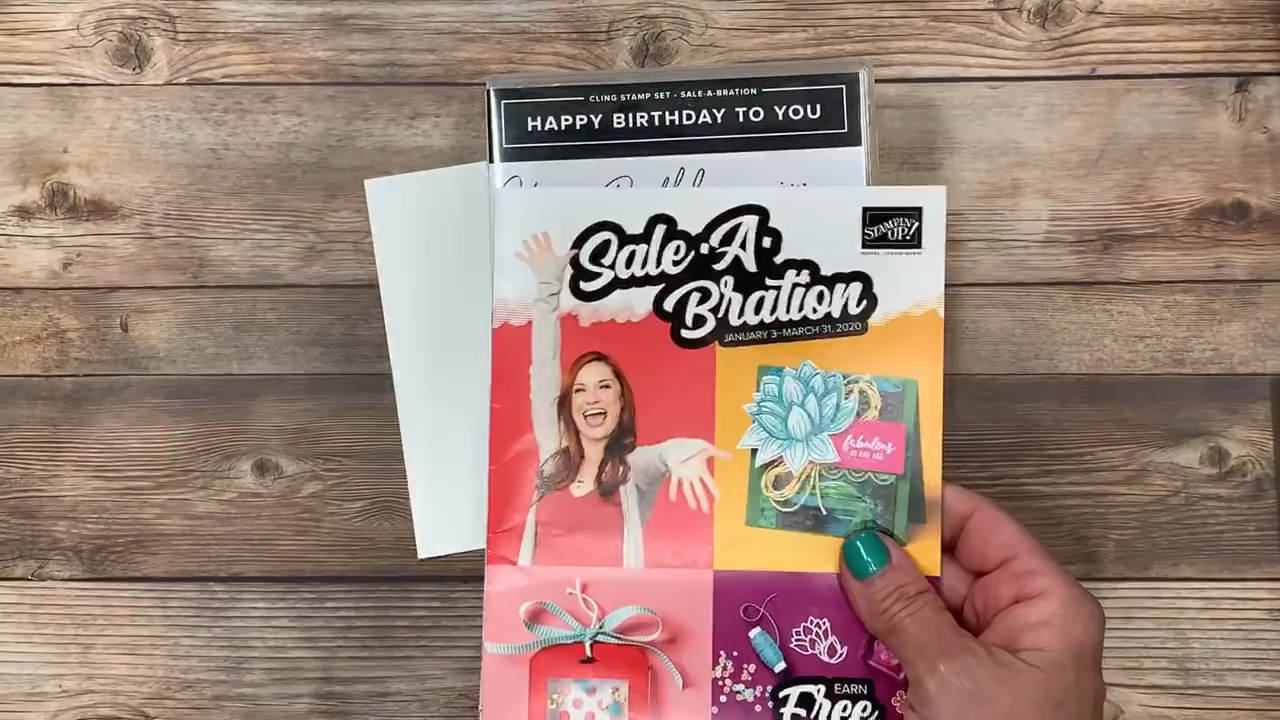 CLING STAMP SET • SALE-A-BRATION
HAPPY BIRTHDAY TO YOU
STAMPIN' UP!
Sale•A•
Bration
JANUARY 3–MARCH 31, 2020
fabulous
AT ANY AGE
EARN
Free